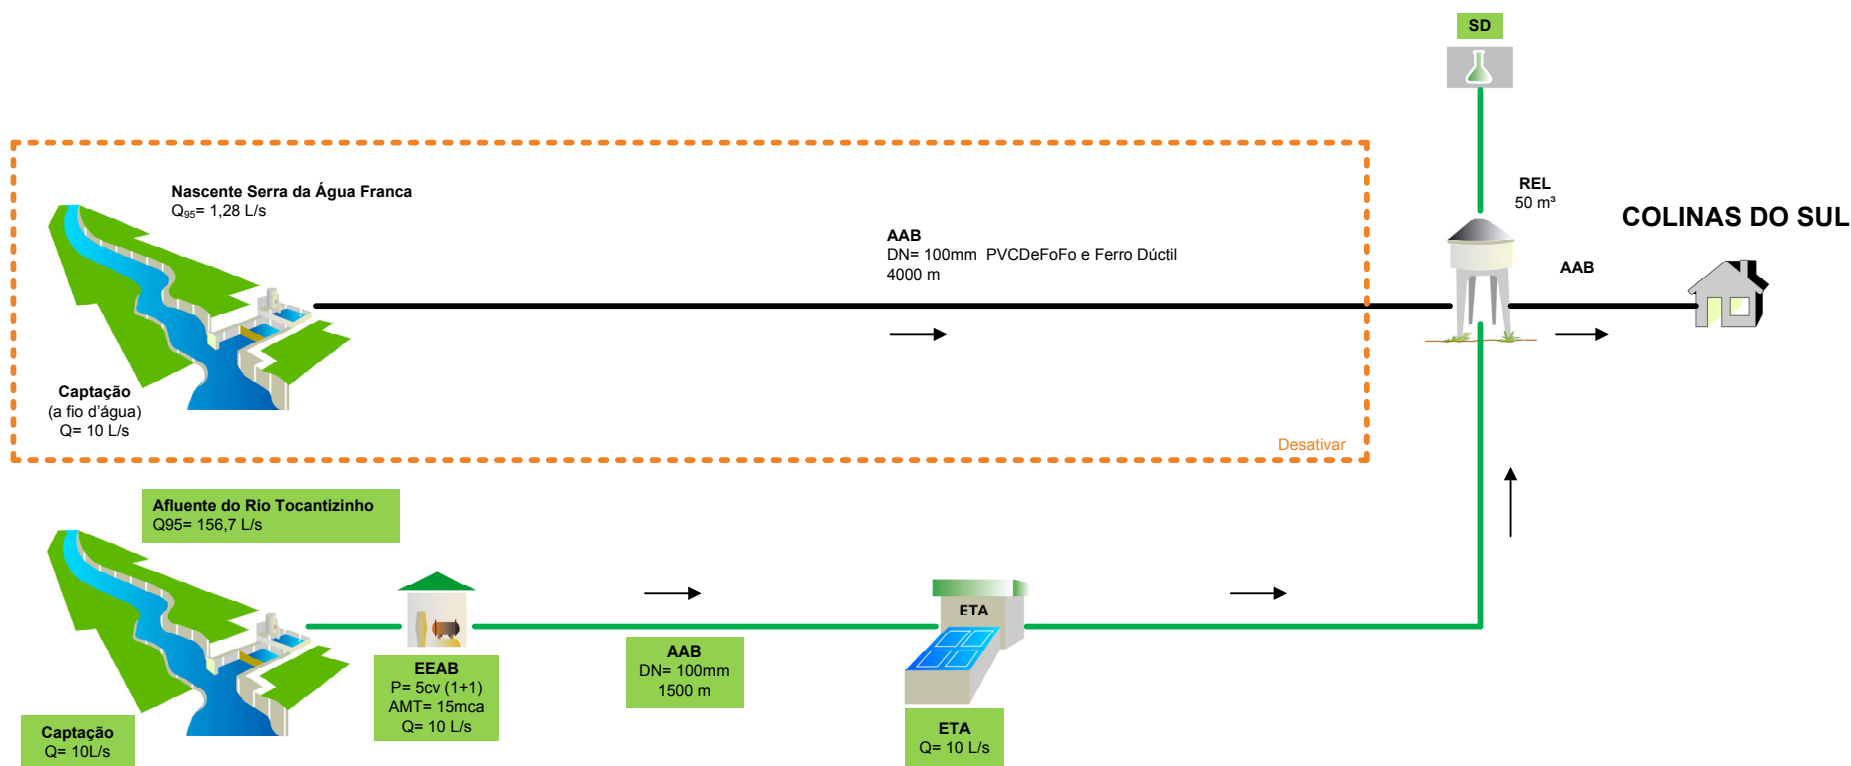 SD
Nascente Serra da Água Franca
Q₉₅= 1,28 L/s
REL
50 m³
COLINAS DO SUL
AAB
DN= 100mm PVCDeFoFo e Ferro Dúctil
4000 m
AAB
Captação
(a fio d'água)
Q= 10 L/s
Desativar
Afluente do Rio Tocantizinho
Q95= 156,7 L/s
ETA
EEAB
P= 5cv (1+1)
AMT= 15mca
Q= 10 L/s
AAB
DN= 100mm
1500 m
Captação
Q= 10L/s
ETA
Q= 10 L/s